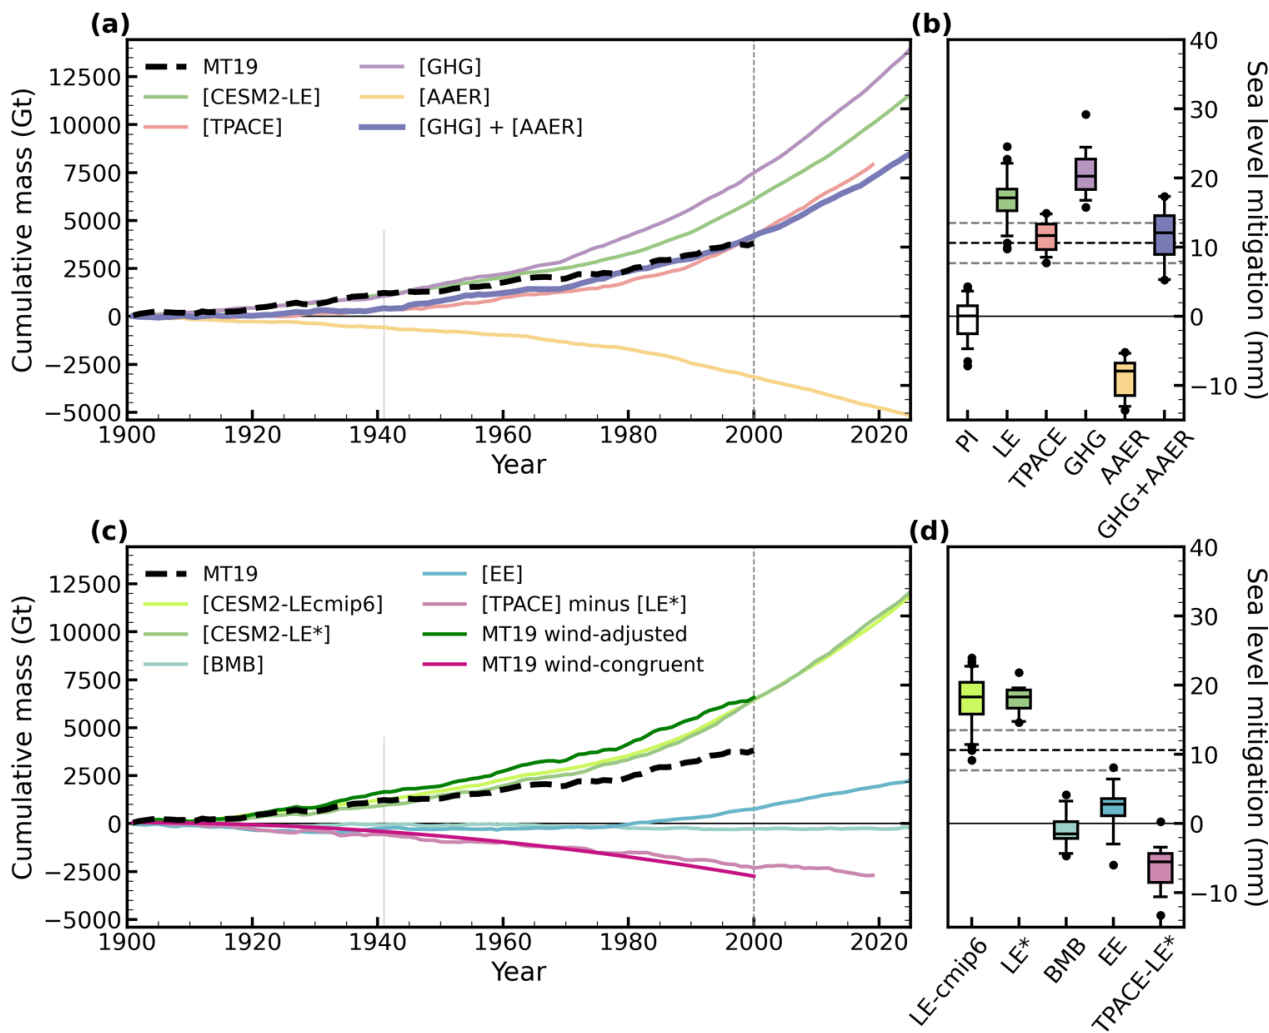 (a)
Cumulative mass (Gt)
12500
10000
7500
5000
2500
0
−2500
−5000
MT19
[CESM2-LE]
[TPACE]
[GHG]
[AAER]
[GHG] + [AAER]
1900 1920 1940 1960 1980 2000 2020
Year
(b)
40
30
20
10
0
−10
Sea level mitigation (mm)
PI
LE
TPACE
GHG
AAER
GHG+AAER
(c)
Cumulative mass (Gt)
12500
10000
7500
5000
2500
0
−2500
−5000
MT19
[CESM2-LEcmip6]
[CESM2-LE*]
[BMB]
[EE]
[TPACE] minus [LE*]
MT19 wind-adjusted
MT19 wind-congruent
1900 1920 1940 1960 1980 2000 2020
Year
(d)
40
30
20
10
0
−10
Sea level mitigation (mm)
LE-cmip6
LE*
BMB
EE
TPACE-LE*